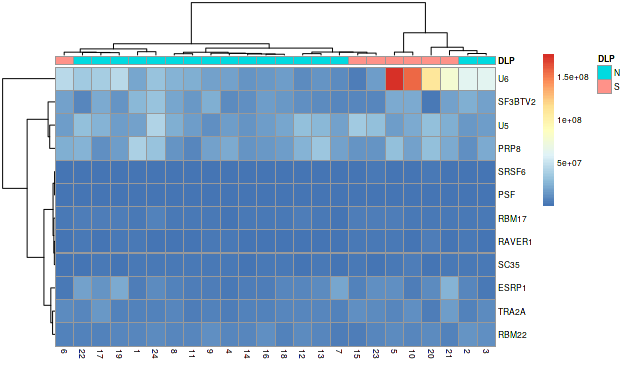 DLP
DLP
N
S
1.5e+08
1e+08
5e+07
U6
SF3BTV2
U5
PRP8
SRSF6
PSF
RBM17
RAVER1
SC35
ESRP1
TRA2A
RBM22
6 22 17 19 1 24 8 11 9 4 14 16 18 12 13 7 15 23 5 10 20 21 2 3